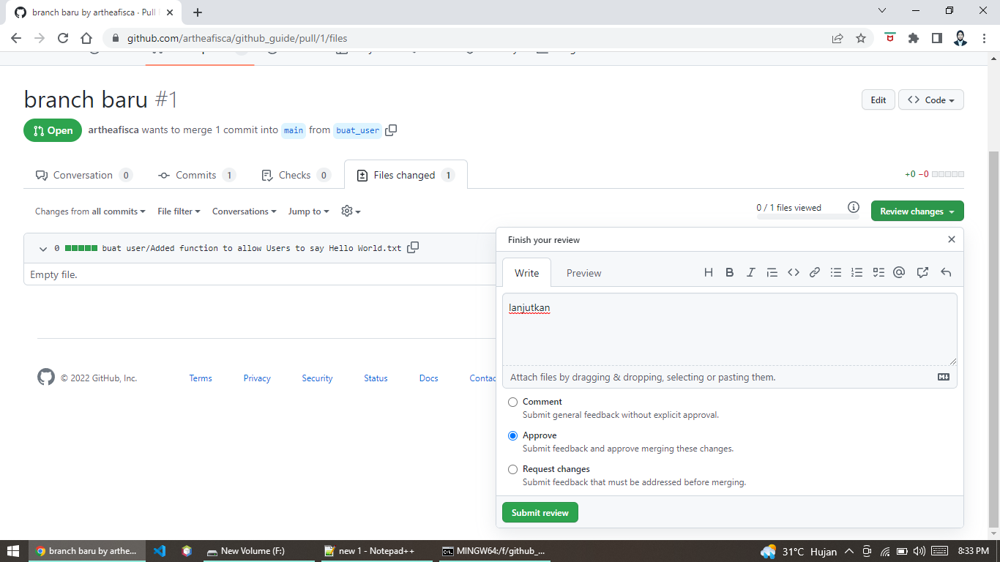 branch baru by artheafisca · Pull
github.com/artheafisca/github_guide/pull/1/files
branch baru #1
Edit
Code
Open
artheafisca wants to merge 1 commit into main from buat_user
Conversation 0
Commits 1
Checks 0
Files changed 1
+0 −0
Changes from all commits
File filter
Conversations
Jump to
0 / 1 files viewed
Review changes
0 buat user/Added function to allow Users to say Hello World.txt
Empty file.
Finish your review
Write
Preview
lanjutkan
Attach files by dragging & dropping, selecting or pasting them.
Comment
Submit general feedback without explicit approval.
Approve
Submit feedback and approve merging these changes.
Request changes
Submit feedback that must be addressed before merging.
Submit review
© 2022 GitHub, Inc.
Terms
Privacy
Security
Status
Docs
Contac
branch baru by arthe...
New Volume (F:)
new 1 - Notepad++
MINGW64:/f/github_...
31°C Hujan
8:33 PM